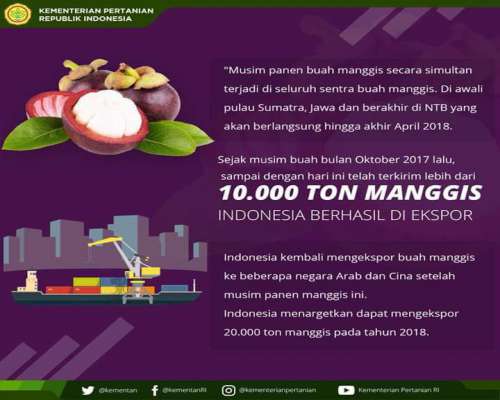 KEMENTERIAN PERTANIAN
REPUBLIK INDONESIA
"Musim panen buah manggis secara simultan
terjadi di seluruh sentra buah manggis. Di awali
pulau Sumatra, Jawa dan berakhir di NTB yang
akan berlangsung hingga akhir April 2018.
Sejak musim buah bulan Oktober 2017 lalu,
sampai dengan hari ini telah terkirim lebih dari
10.000 TON MANGGIS
INDONESIA BERHASIL DI EKSPOR
Indonesia kembali mengekspor buah manggis
ke beberapa negara Arab dan Cina setelah
musim panen manggis ini.
Indonesia menargetkan dapat mengekspor
20.000 ton manggis pada tahun 2018.
@kementan @kementanRI @kementerianpertanian Kementerian Pertanian RI